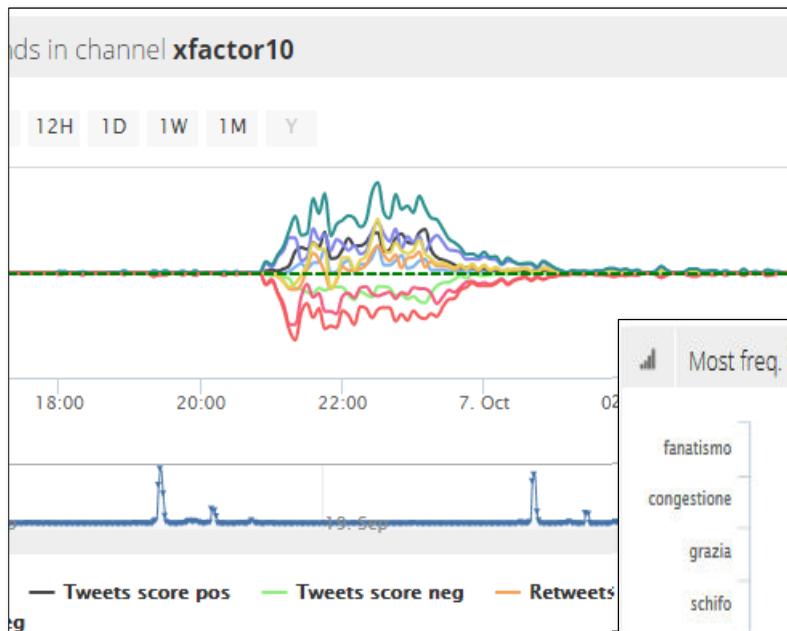 nds in channel xfactor10
12H 1D 1W 1M Y
18:00 20:00 22:00 7. Oct 02
19. Sep
Tweets score pos Tweets score neg Retweets
eg
Most freq.
fanatismo
congestione
grazia
schifo